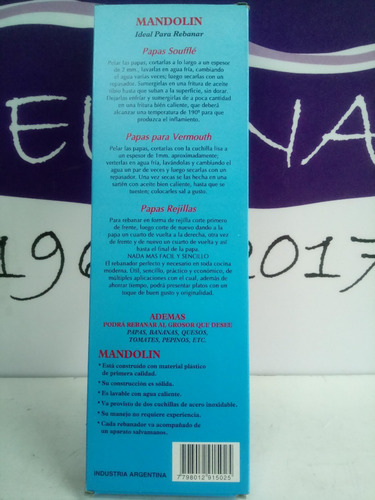 MANDOLIN
Ideal Para Rebanar
Papas Soufflé
Pelar las papas; cortarlas a lo largo a un espesor
de 2 mm., lavarlas en agua fría, cambiando
el agua varias veces; luego secarlas con un
repasador. Sumergirlas en una fritura de aceite
tibio hasta que subían a la superficie, sin dorar.
Dejarlas enfriar y sumergirlas de a poca cantidad
en una fritura bién caliente, que deberá
alcanzar una temperatura de 190º para que
produzca el inflamiento.
Papas para Vermouth
Pelar las papas, cortarlas con la cuchilla lisa a
un espesor de 1mm. aproximadamente;
verterlas en agua fría, lavándolas y cambiando el
agua un par de veces y luego secarlas con un
repasador. Una vez secas se las hecha en una
sartén con aceite bien caliente, hasta que se
tuesten; colocarles sal a gusto.
Papas Rejillas
Para rebanar en forma de rejilla corte primero
de frente, luego corte de nuevo dando a la
papa un cuarto de vuelta a la derecha, otra vez
de frente y de nuevo un cuarto de vuelta y así
hasta el final de la papa.
NADA MAS FACIL Y SENCILLO
El rebanador perfecto y necesario en toda cocina
moderna. Util, sencillo, práctico y económico, de
múltiples aplicaciones con el cual, además de
ahorrar tiempo, podrá presentar platos con un
toque de buen gusto y originalidad.
ADEMAS
PODRÁ REBANAR AL GROSOR QUE DESEE
PAPAS, BANANAS, QUESOS,
TOMATES, PEPINOS, ETC.
MANDOLIN
* Está construido con material plástico
de primera calidad.
* Su construcción es sólida.
* Es lavable con agua caliente.
* Va provisto de dos cuchillas de acero inoxidable.
* Su manejo no requiere experiencia.
* Cada rebanador va acompañado de
un aparato salvamanos.
INDUSTRIA ARGENTINA
7798012915025